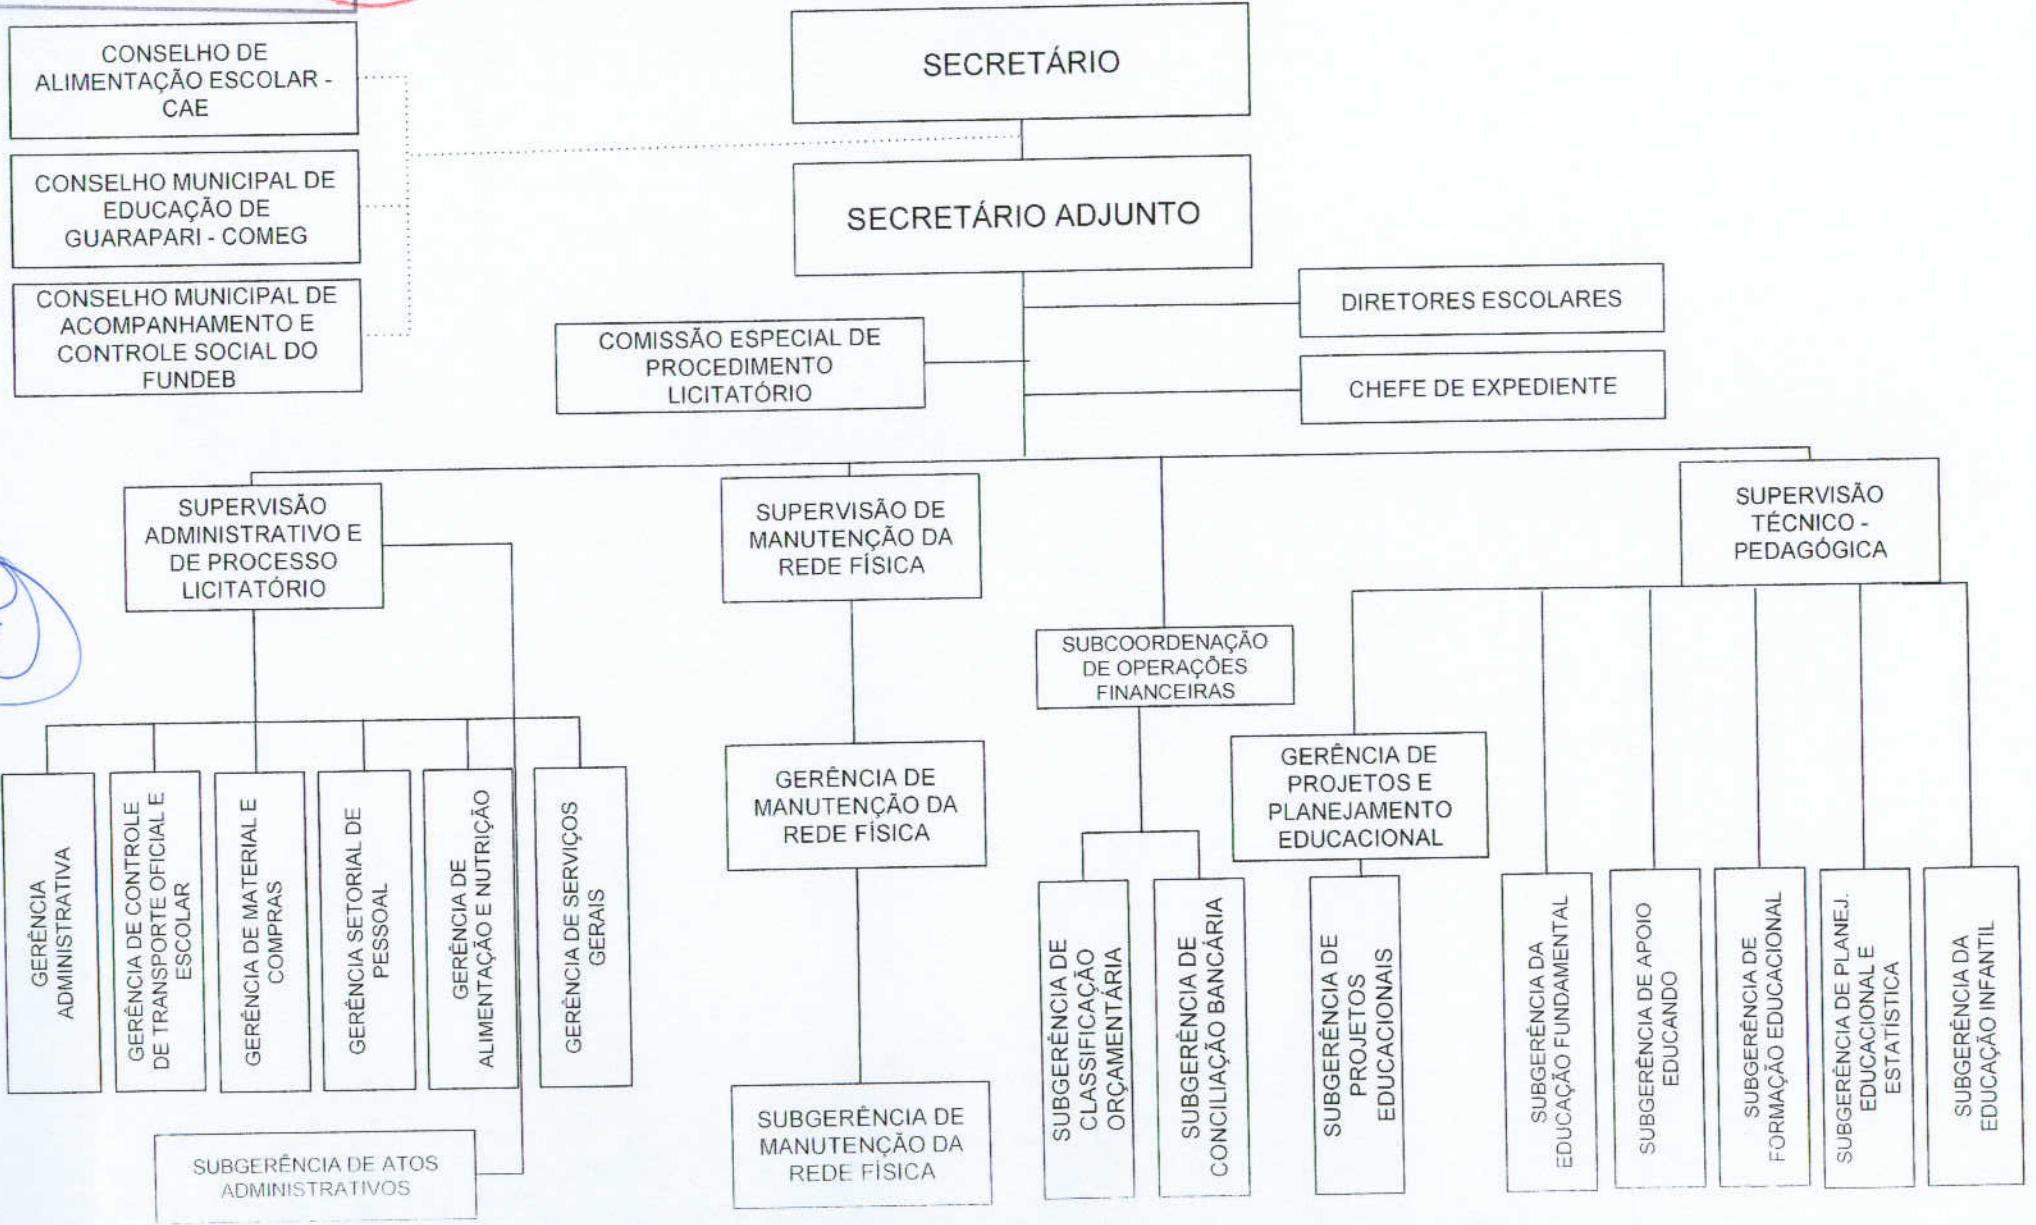 CONSELHO DE
ALIMENTAÇÃO ESCOLAR -
CAE
SECRETÁRIO
CONSELHO MUNICIPAL DE
EDUCAÇÃO DE
GUARAPARI - COMEG
SECRETÁRIO ADJUNTO
CONSELHO MUNICIPAL DE
ACOMPANHAMENTO E
CONTROLE SOCIAL DO
FUNDEB
DIRETORES ESCOLARES
COMISSÃO ESPECIAL DE
PROCEDIMENTO
LICITATÓRIO
CHEFE DE EXPEDIENTE
SUPERVISÃO
ADMINISTRATIVO E
DE PROCESSO
LICITATÓRIO
SUPERVISÃO DE
MANUTENÇÃO DA
REDE FÍSICA
SUPERVISÃO
TÉCNICO -
PEDAGÓGICA
SUBCOORDENAÇÃO
DE OPERAÇÕES
FINANCEIRAS
GERÊNCIA DE
MANUTENÇÃO DA
REDE FÍSICA
GERÊNCIA DE
PROJETOS E
PLANEJAMENTO
EDUCACIONAL
GERÊNCIA
ADMINISTRATIVA
GERÊNCIA DE CONTROLE
DE TRANSPORTE OFICIAL E
ESCOLAR
GERÊNCIA DE MATERIAL E
COMPRAS
GERÊNCIA SETORIAL DE
PESSOAL
GERÊNCIA DE
ALIMENTAÇÃO E NUTRIÇÃO
GERÊNCIA DE SERVIÇOS
GERAIS
SUBGERÊNCIA DE
CLASSIFICAÇÃO
ORÇAMENTÁRIA
SUBGERÊNCIA DE
CONCILIAÇÃO BANCÁRIA
SUBGERÊNCIA DE
PROJETOS
EDUCACIONAIS
SUBGERÊNCIA DA
EDUCAÇÃO FUNDAMENTAL
SUBGERÊNCIA DE APOIO
EDUCANDO
SUBGERÊNCIA DE
FORMAÇÃO EDUCACIONAL
SUBGERÊNCIA DE PLANEJ.
EDUCACIONAL E
ESTATÍSTICA
SUBGERÊNCIA DA
EDUCAÇÃO INFANTIL
SUBGERÊNCIA DE ATOS
ADMINISTRATIVOS
SUBGERÊNCIA DE
MANUTENÇÃO DA
REDE FÍSICA